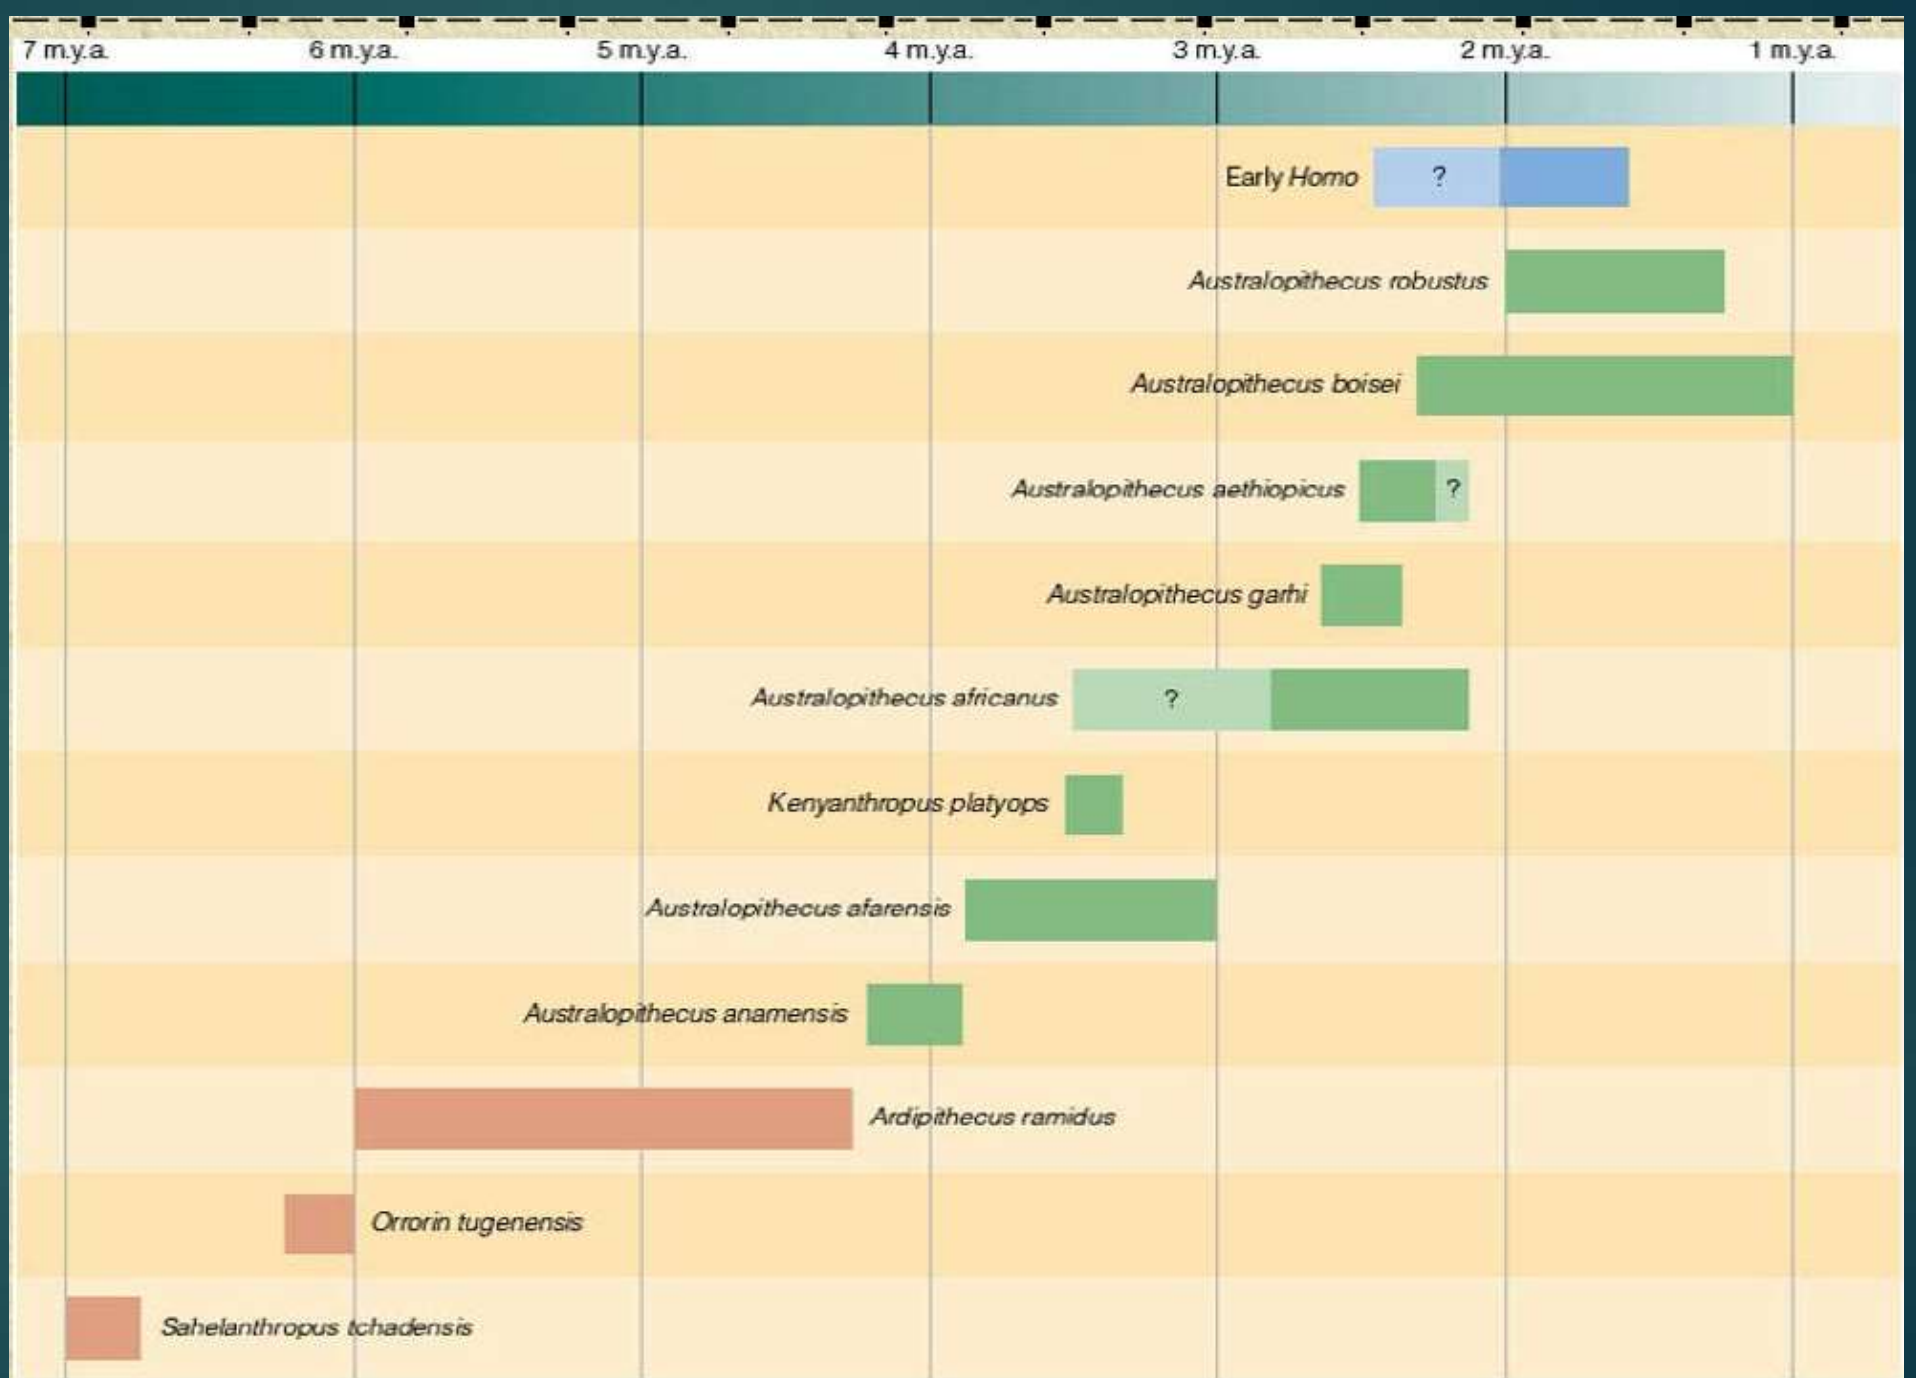 7 m.y.a. 6 m.y.a. 5 m.y.a. 4 m.y.a. 3 m.y.a. 2 m.y.a. 1 m.y.a.
Early Homo ?
Australopithecus robustus
Australopithecus boisei
Australopithecus aethiopicus ?
Australopithecus garhi
Australopithecus africanus ?
Kenyanthropus platyops
Australopithecus afarensis
Australopithecus anamensis
Ardipithecus ramidus
Orrorin tugenensis
Sahelanthropus tchadensis